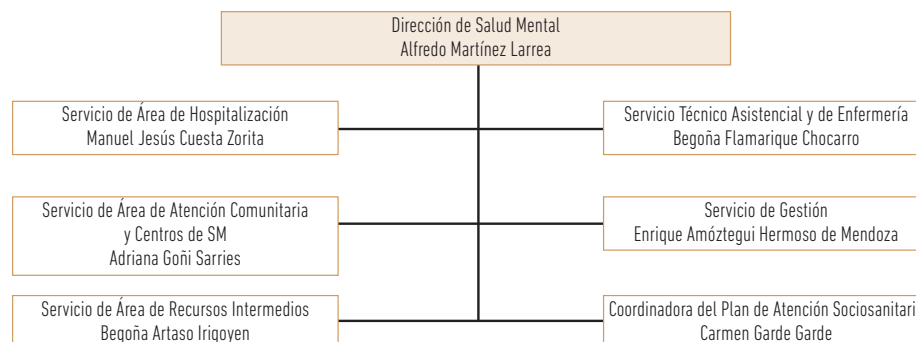 Dirección de Salud Mental
Alfredo Martínez Larrea
Servicio de Área de Hospitalización
Manuel Jesús Cuesta Zorita
Servicio Técnico Asistencial y de Enfermería
Begoña Flamarique Chocarro
Servicio de Área de Atención Comunitaria
y Centros de SM
Adriana Goñi Sarries
Servicio de Gestión
Enrique Amóztegui Hermoso de Mendoza
Servicio de Área de Recursos Intermedios
Begoña Artaso Irigoyen
Coordinadora del Plan de Atención Sociosanitari
Carmen Garde Garde